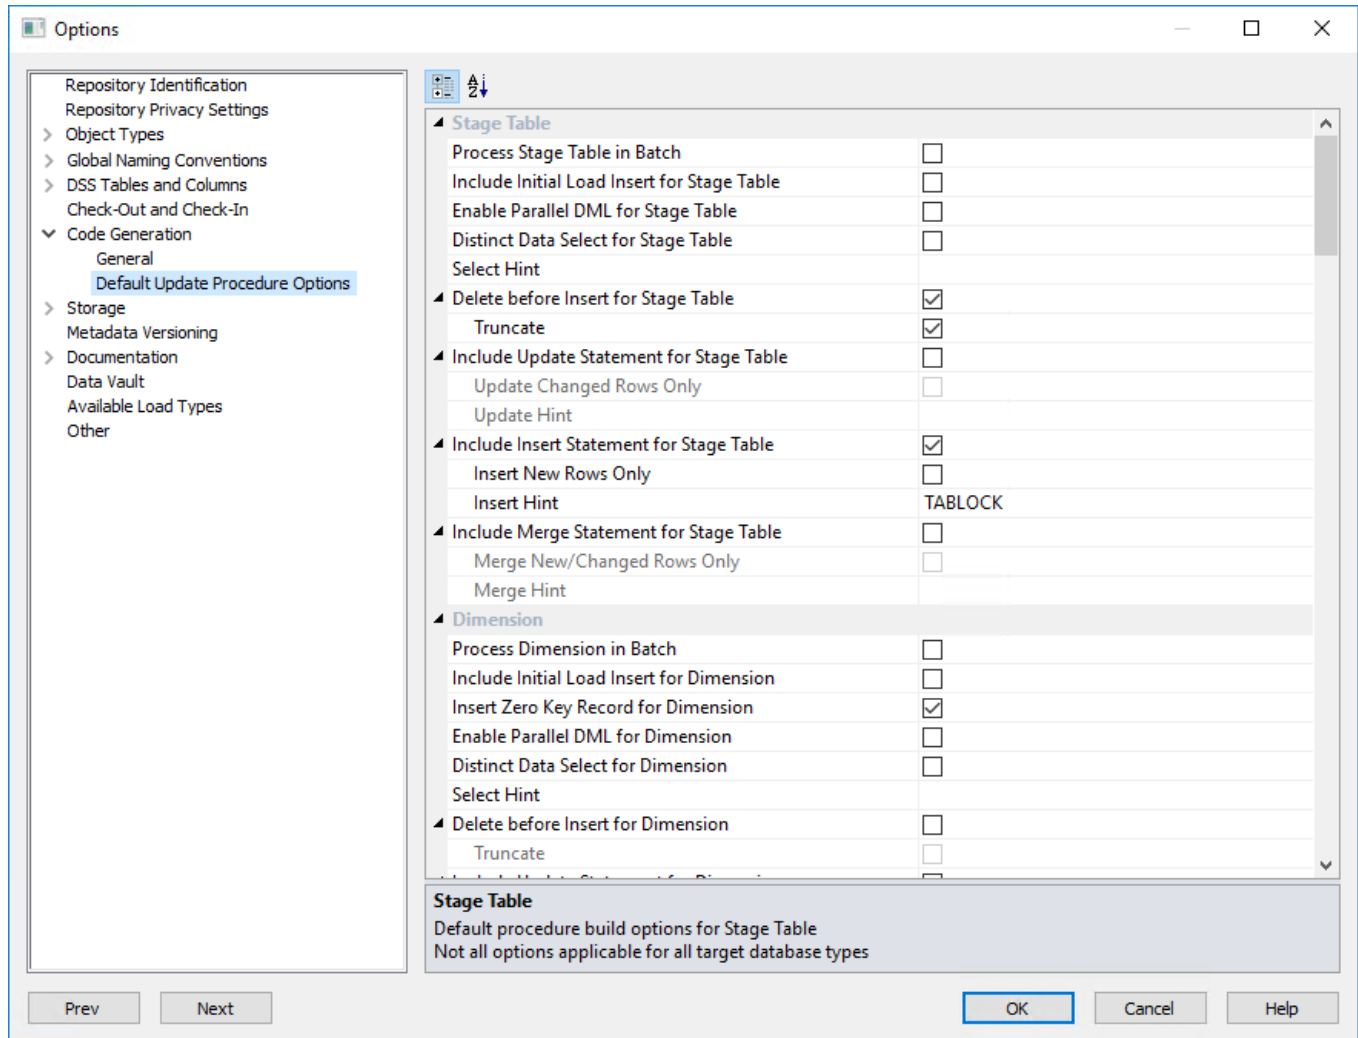 Options
Repository Identification
Repository Privacy Settings
Object Types
Global Naming Conventions
DSS Tables and Columns
Check-Out and Check-In
Code Generation
General
Default Update Procedure Options
Storage
Metadata Versioning
Documentation
Data Vault
Available Load Types
Other
Stage Table
Process Stage Table in Batch
Include Initial Load Insert for Stage Table
Enable Parallel DML for Stage Table
Distinct Data Select for Stage Table
Select Hint
Delete before Insert for Stage Table
Truncate
Include Update Statement for Stage Table
Update Changed Rows Only
Update Hint
Include Insert Statement for Stage Table
Insert New Rows Only
Insert Hint TABLOCK
Include Merge Statement for Stage Table
Merge New/Changed Rows Only
Merge Hint
Dimension
Process Dimension in Batch
Include Initial Load Insert for Dimension
Insert Zero Key Record for Dimension
Enable Parallel DML for Dimension
Distinct Data Select for Dimension
Select Hint
Delete before Insert for Dimension
Truncate
Stage Table
Default procedure build options for Stage Table
Not all options applicable for all target database types
Prev
Next
OK
Cancel
Help